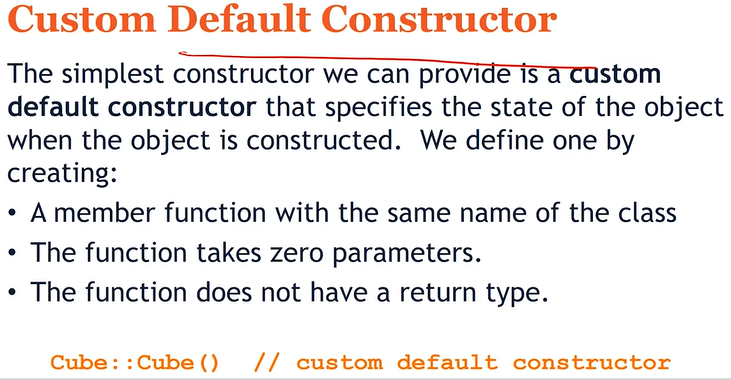 Custom Default Constructor
The simplest constructor we can provide is a custom
default constructor that specifies the state of the object
when the object is constructed. We define one by
creating:
• A member function with the same name of the class
• The function takes zero parameters.
• The function does not have a return type.
Cube::Cube() // custom default constructor